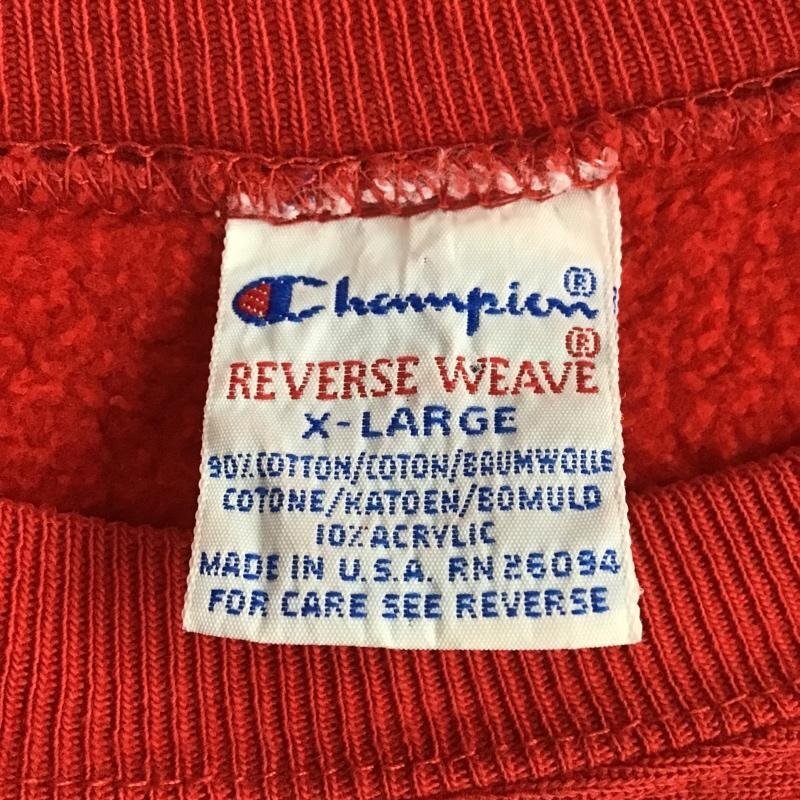 Champion®
REVERSE WEAVE®
X-LARGE
90% COTTON/COTON/BAUMWOLLE
COTONE/KATOEN/BOMULD
10% ACRYLIC
MADE IN U.S.A. RN 26094
FOR CARE SEE REVERSE